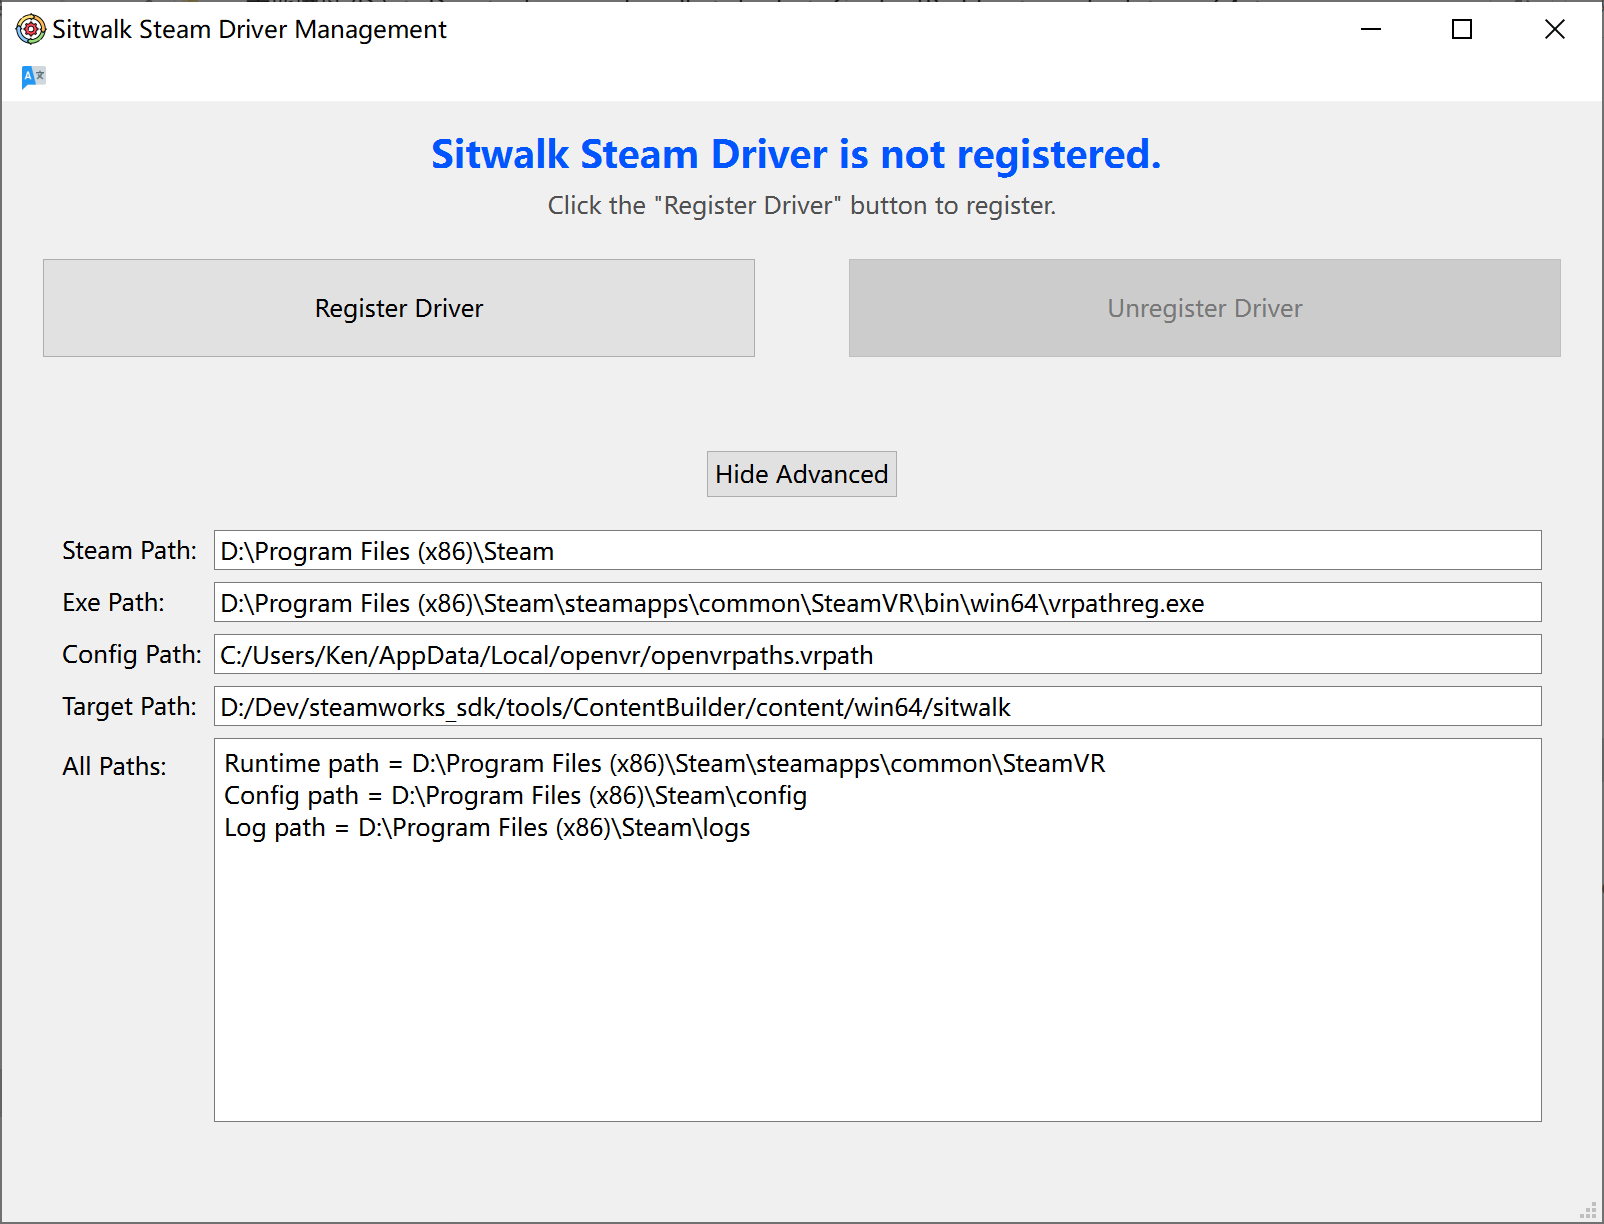 Sitwalk Steam Driver Management
Sitwalk Steam Driver is not registered.
Click the "Register Driver" button to register.
Register Driver
Unregister Driver
Hide Advanced
Steam Path: D:\Program Files (x86)\Steam
Exe Path: D:\Program Files (x86)\Steam\steamapps\common\SteamVR\bin\win64\vrpathreg.exe
Config Path: C:/Users/Ken/AppData/Local/openvr/openvrpaths.vrpath
Target Path: D:/Dev/steamworks_sdk/tools/ContentBuilder/content/win64/sitwalk
All Paths: Runtime path = D:\Program Files (x86)\Steam\steamapps\common\SteamVR
Config path = D:\Program Files (x86)\Steam\config
Log path = D:\Program Files (x86)\Steam\logs